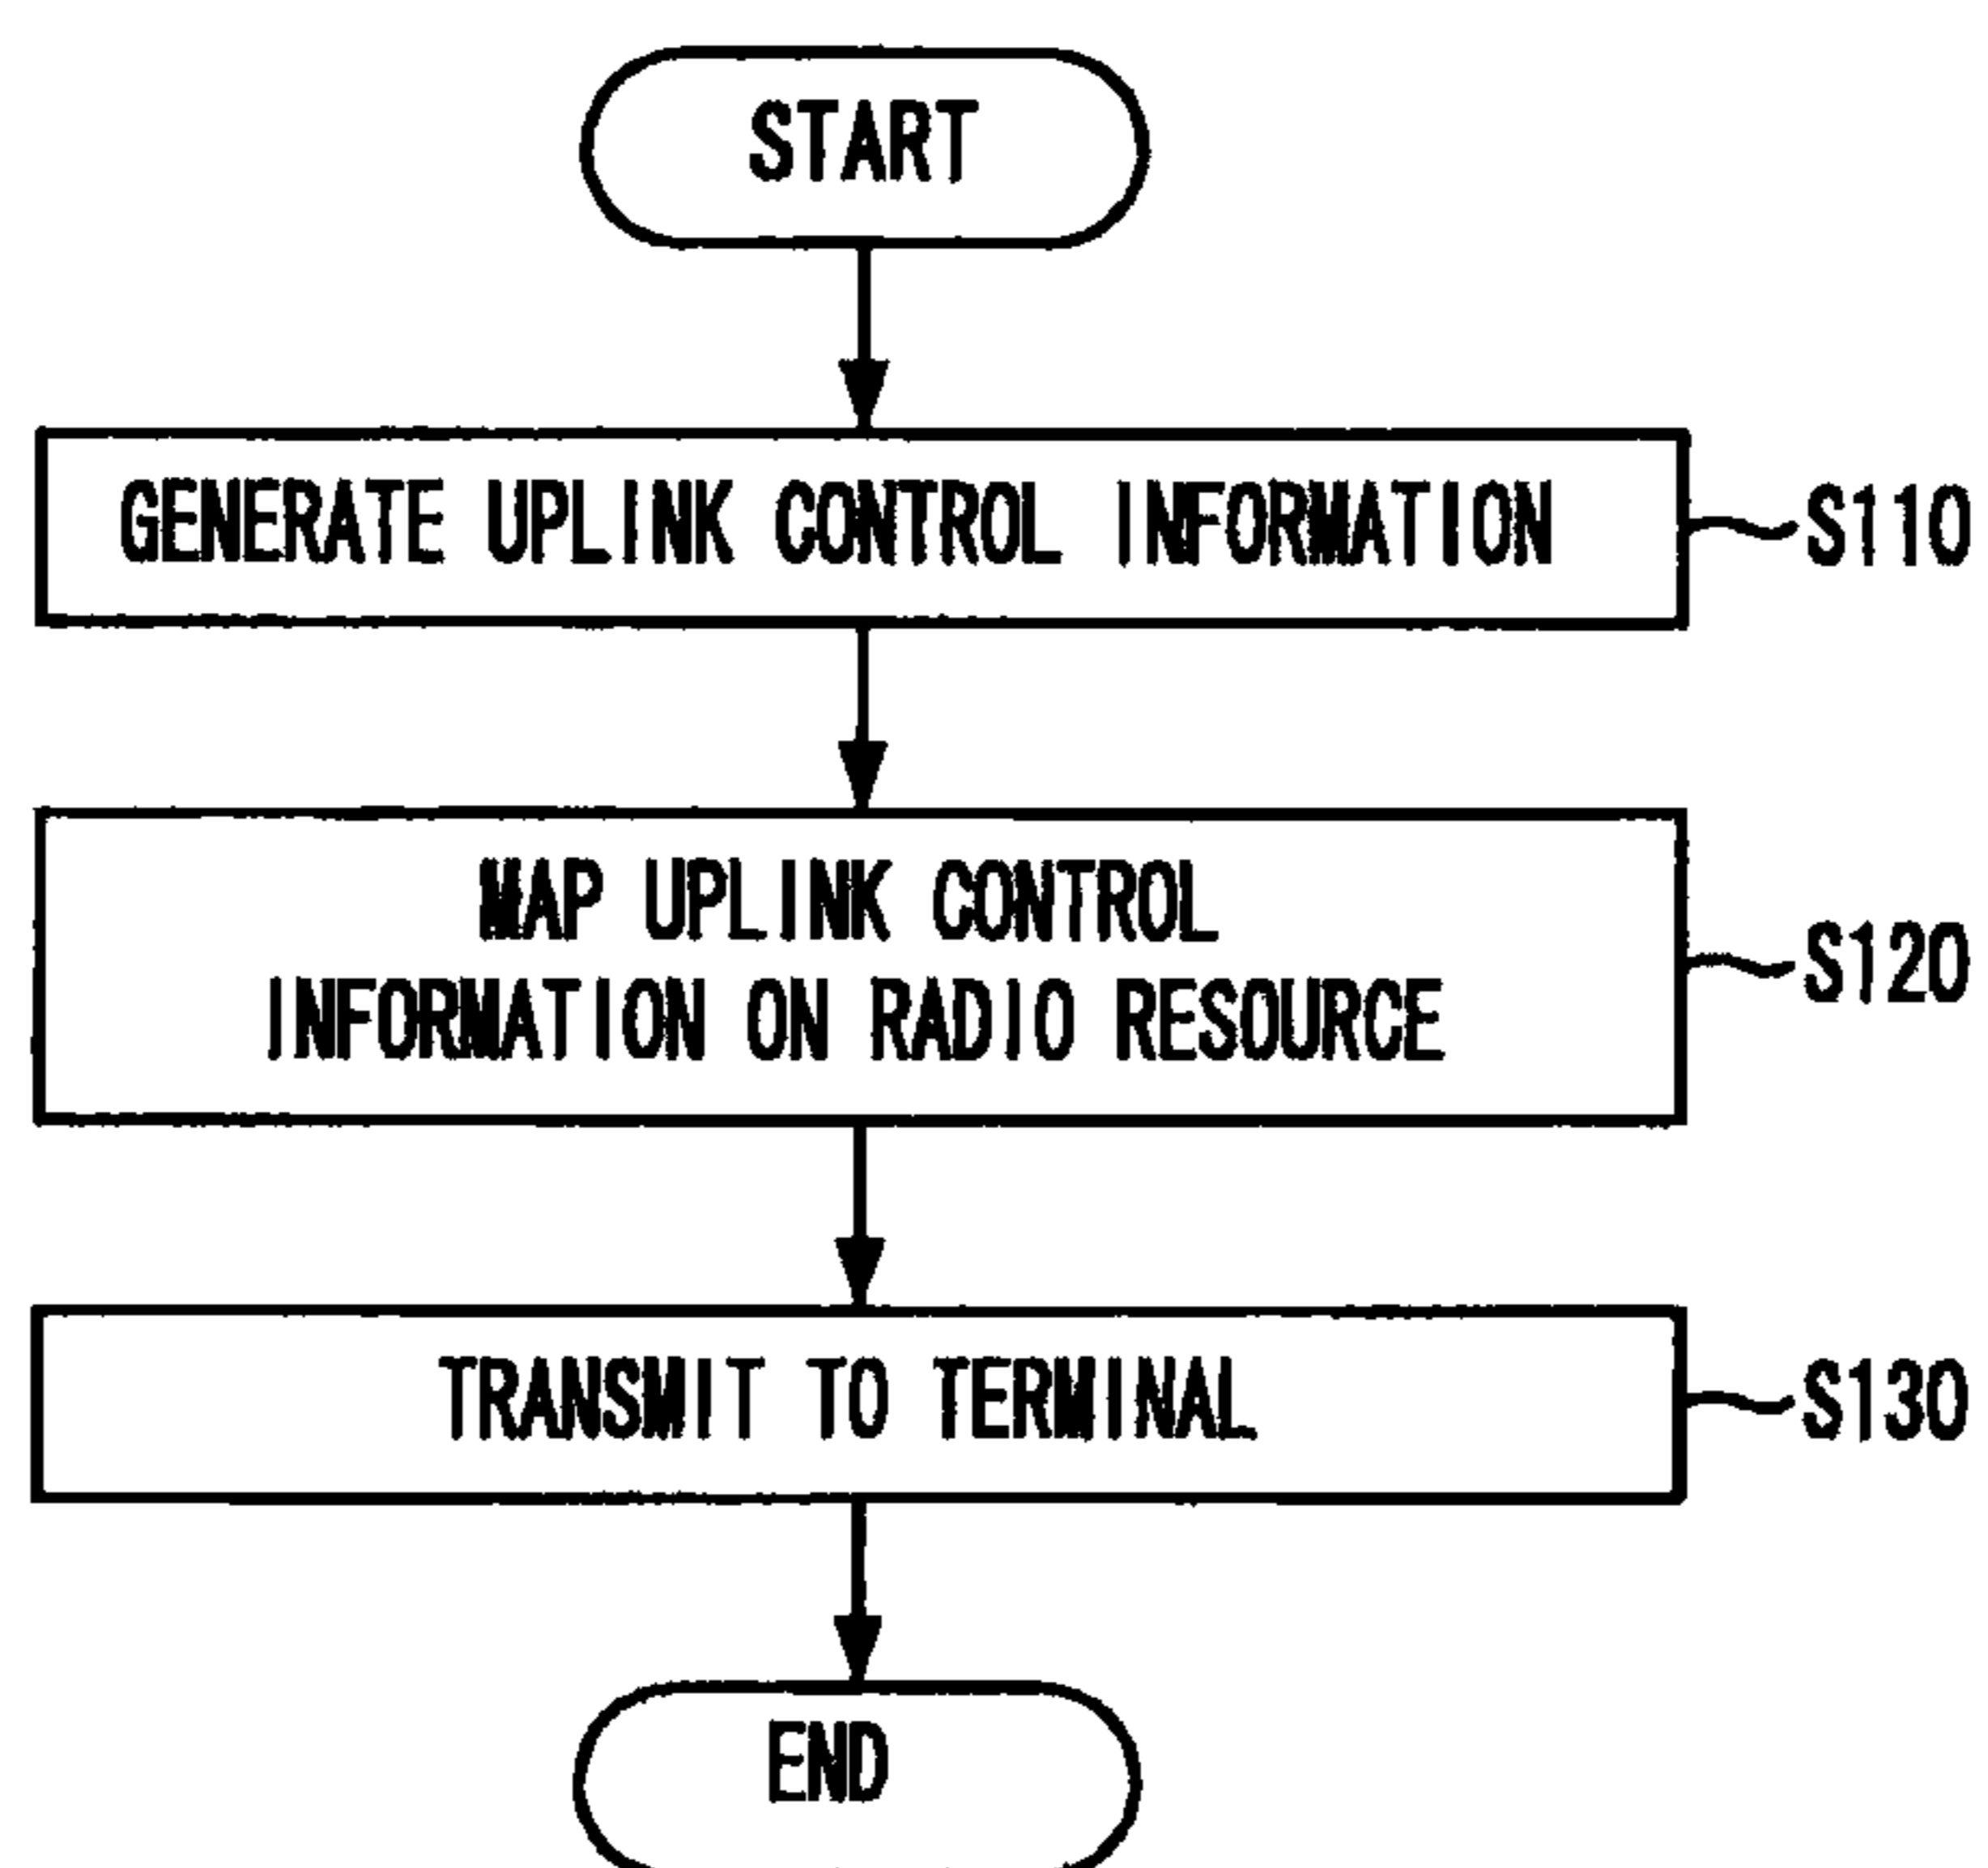 START
GENERATE UPLINK CONTROL INFORMATION
S110
MAP UPLINK CONTROL
INFORMATION ON RADIO RESOURCE
S120
TRANSMIT TO TERMINAL
S130
END